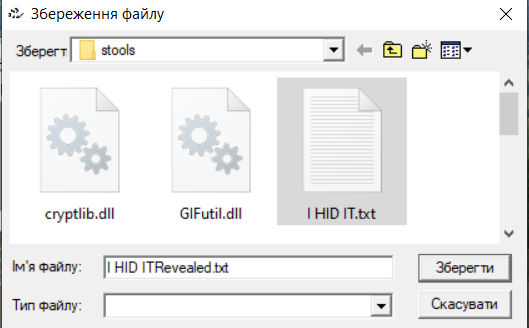 Збереження файлу
Зберегт stools
cryptlib.dll GIFutil.dll I HID IT.txt
Ім'я файлу: I HID ITRevealed.txt Зберегти
Тип файлу: Скасувати